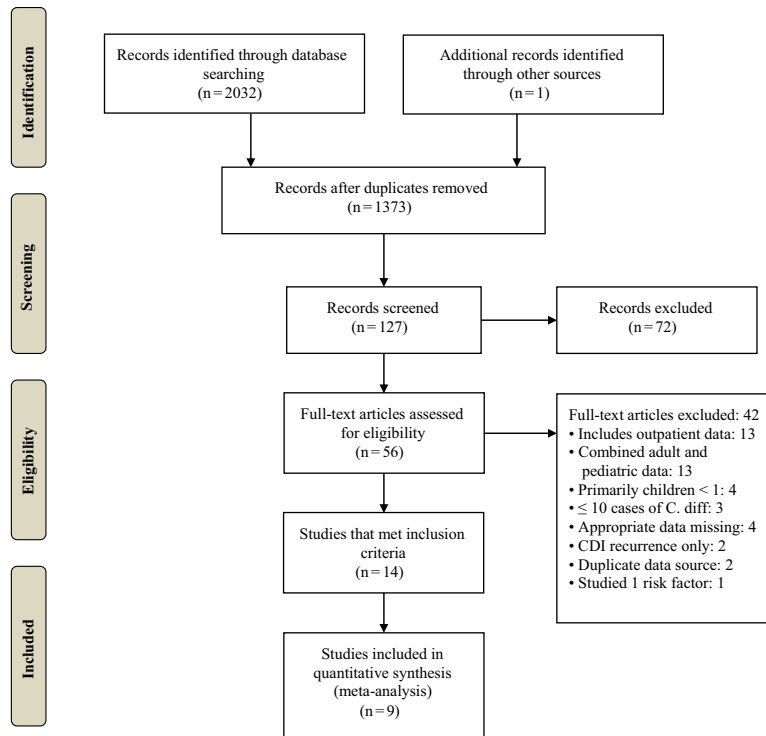 Identification
Records identified through database
searching
(n = 2032)
Additional records identified
through other sources
(n = 1)
Records after duplicates removed
(n = 1373)
Screening
Records screened
(n = 127)
Records excluded
(n = 72)
Eligibility
Full-text articles assessed
for eligibility
(n = 56)
Full-text articles excluded: 42
• Includes outpatient data: 13
• Combined adult and
pediatric data: 13
• Primarily children < 1: 4
• ≤ 10 cases of C. diff: 3
• Appropriate data missing: 4
• CDI recurrence only: 2
• Duplicate data source: 2
• Studied 1 risk factor: 1
Studies that met inclusion
criteria
(n = 14)
Included
Studies included in
quantitative synthesis
(meta-analysis)
(n = 9)